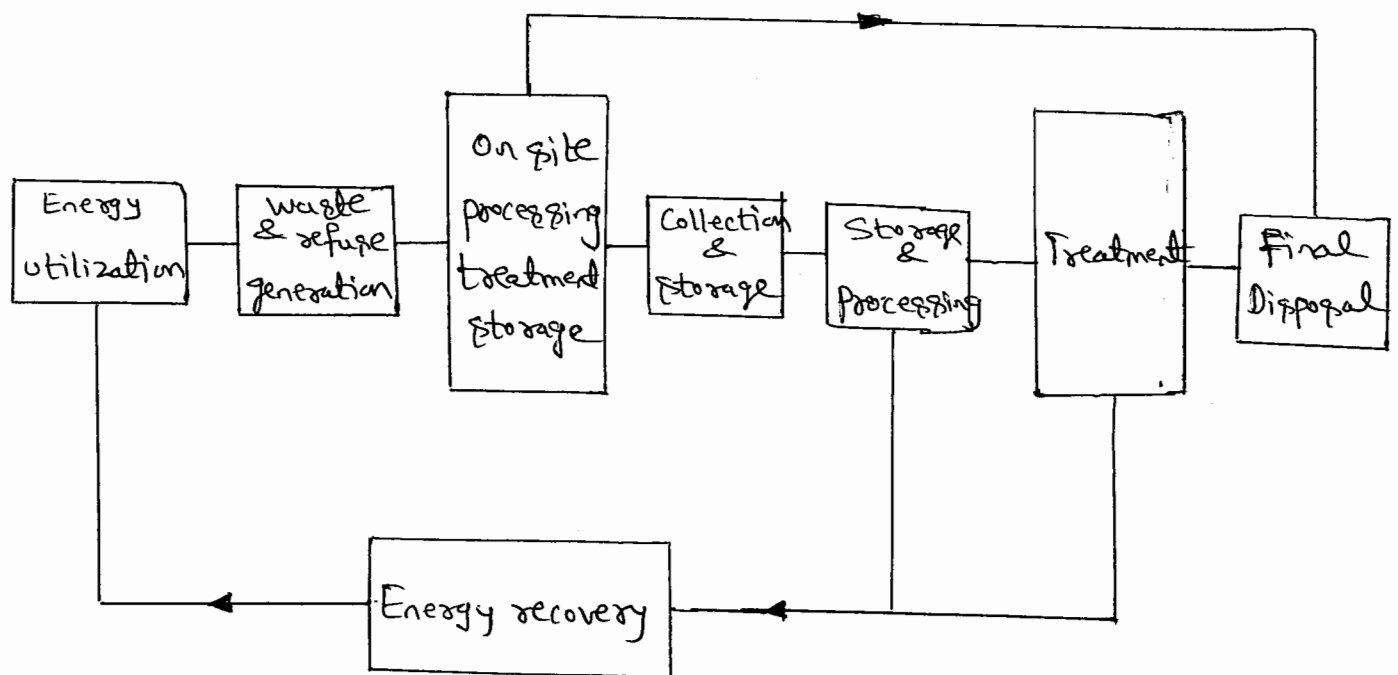 Energy
utilization
waste
& refuse
generation
On site
processing
treatment
storage
Collection
&
storage
Storage
&
Processing
Treatment
Final
Disposal
Energy recovery